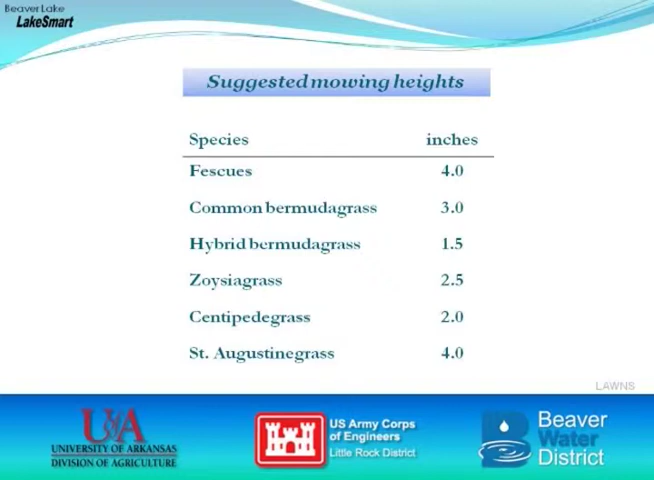 Beaver Lake
LakeSmart
Suggested mowing heights
Species inches
Fescues 4.0
Common bermudagrass 3.0
Hybrid bermudagrass 1.5
Zoysiagrass 2.5
Centipedegrass 2.0
St. Augustinegrass 4.0
LAWNS
UA
UNIVERSITY OF ARKANSAS
DIVISION OF AGRICULTURE
US Army Corps
of Engineers
Little Rock District
Beaver
Water
District